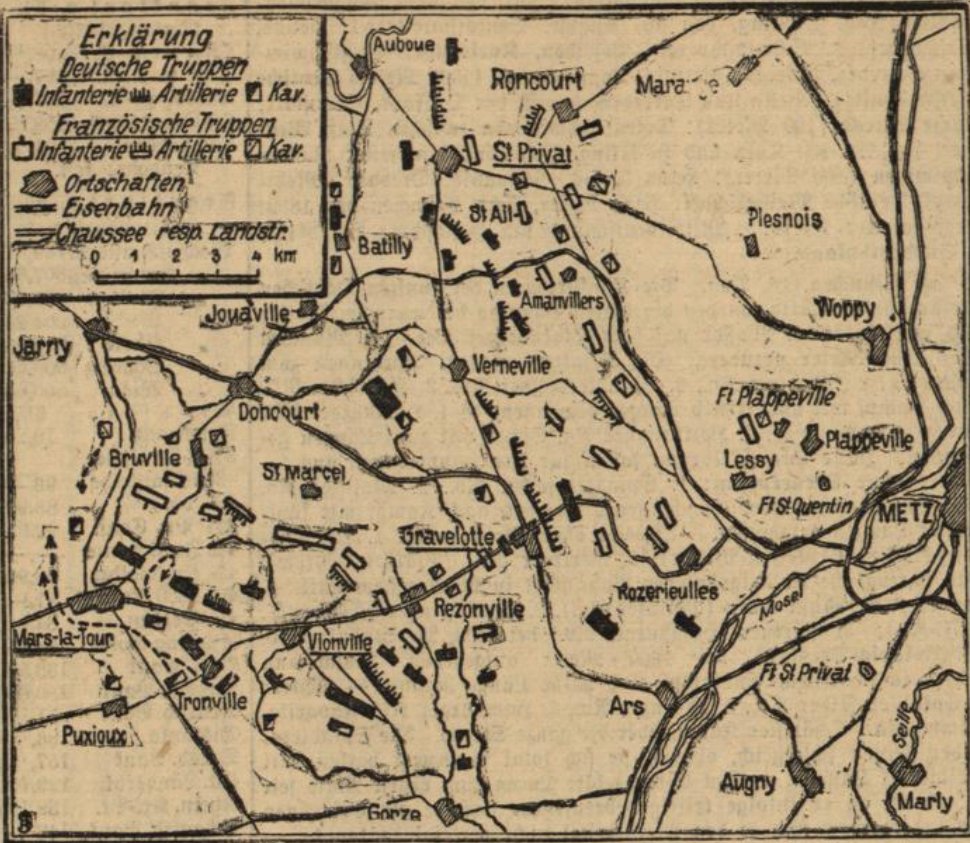 Erklärung
Deutsche Truppen
Infanterie Artillerie Kav.
Französische Truppen
Infanterie Artillerie Kav.
Ortschaften
Eisenbahn
Chaussee resp. Landstr.
0 1 2 3 4 km
Auboue
Roncourt
St Privat
St Ail
Batilly
Plesnois
Amanvillers
Jouaville
Woppy
Jarny
Verneville
Doncourt
Ft Plappeville
Plappeville
Bruville
St Marcel
Lessy
Ft St Quentin
METZ
Gravelotte
Rozerieulles
Mosel
Rezonville
Mars-la-Tour
Vionville
Ft St Privat
Tronville
Ars
Puxioux
Seille
Augny
Marly
Gorze